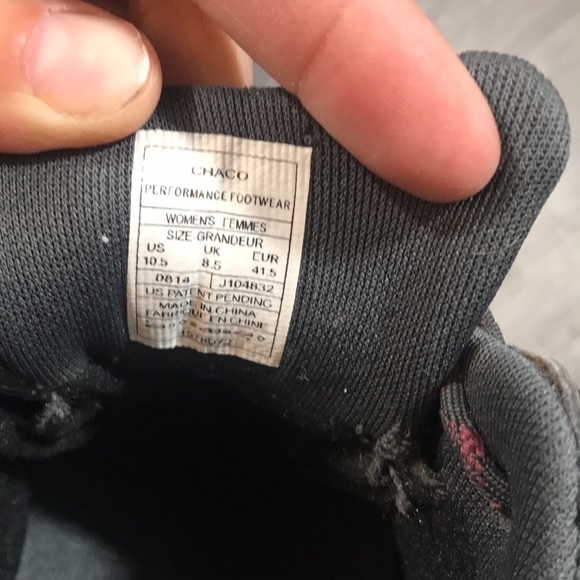 CHACO
PERFORMANCE FOOTWEAR
WOMEN'S FEMMES
SIZE GRANDEUR
US UK EUR
10.5 8.5 41.5
0814 J104832
US PATENT PENDING
MADE IN CHINA
FABRIQUE EN CHINE